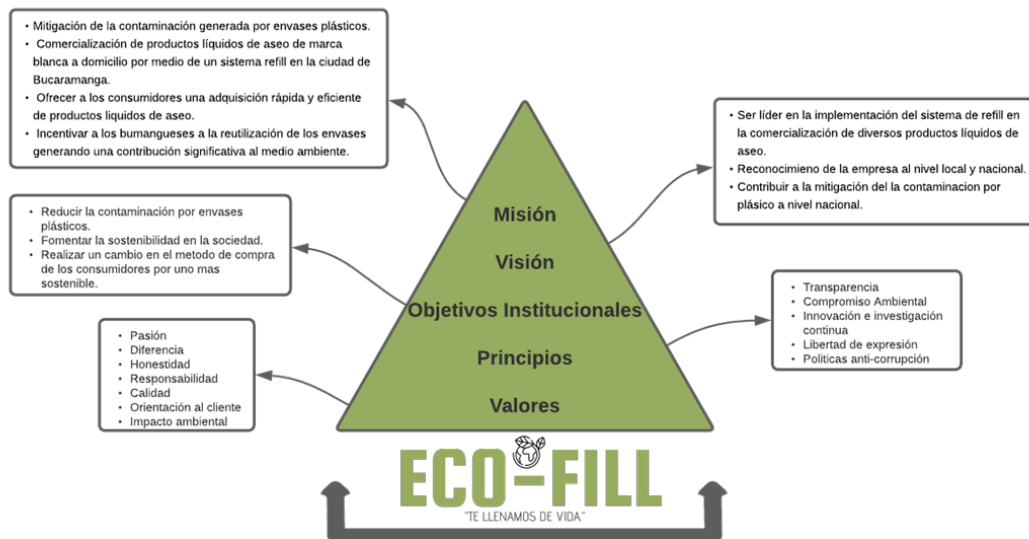 • Mitigación de la contaminación generada por envases plásticos.
• Comercialización de productos líquidos de aseo de marca
blanca a domicilio por medio de un sistema refill en la ciudad de
Bucaramanga.
• Ofrecer a los consumidores una adquisición rápida y eficiente
de productos liquidos de aseo.
• Incentivar a los bumangueses a la reutilización de los envases
generando una contribución significativa al medio ambiente.
• Ser líder en la implementación del sistema de refill en
la comercialización de diversos productos líquidos de
aseo.
• Reconocimieno de la empresa al nivel local y nacional.
• Contribuir a la mitigación del la contaminacion por
plásico a nivel nacional.
• Reducir la contaminación por envases
plásticos.
• Fomentar la sostenibilidad en la sociedad.
• Realizar un cambio en el metodo de compra
de los consumidores por uno mas
sostenible.
• Transparencia
• Compromiso Ambiental
• Innovación e investigación
continua
• Libertad de expresión
• Politicas anti-corrupción
• Pasión
• Diferencia
• Honestidad
• Responsabilidad
• Calidad
• Orientación al cliente
• Impacto ambiental
Misión
Visión
Objetivos Institucionales
Principios
Valores
ECO-FILL
"TE LLENAMOS DE VIDA"